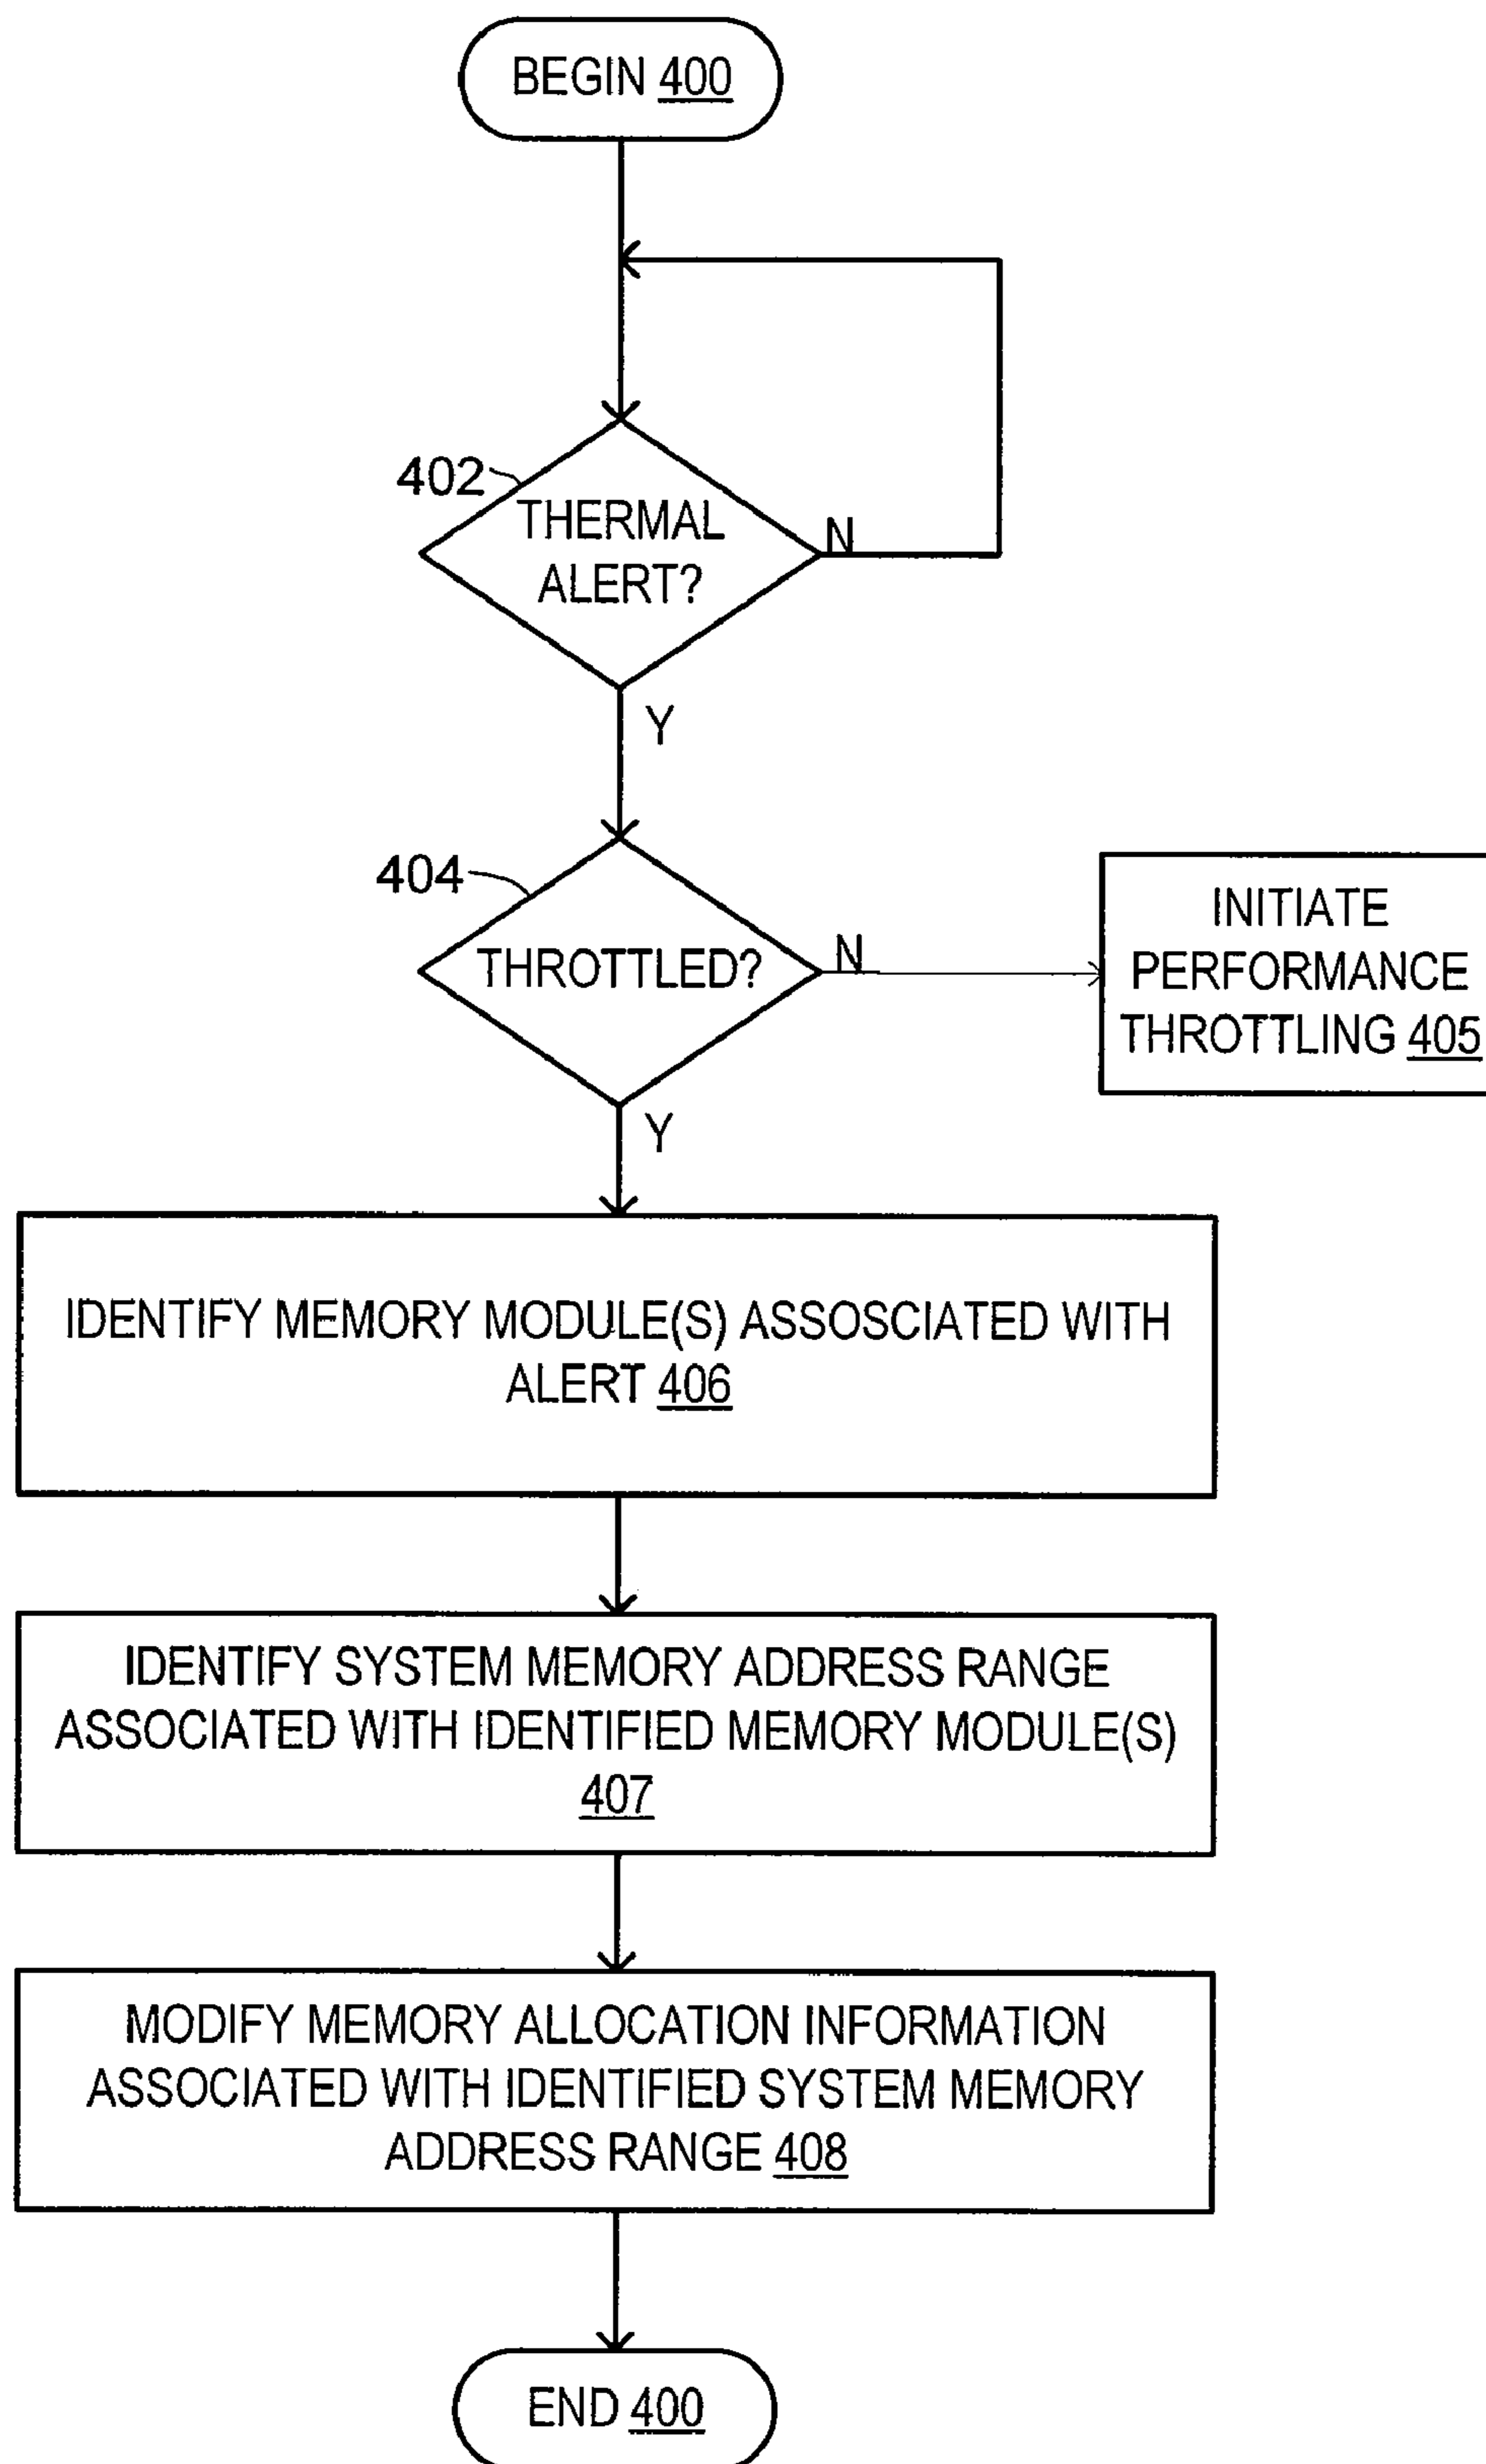 BEGIN 400
402
THERMAL
ALERT?
N
Y
404
THROTTLED?
N
INITIATE
PERFORMANCE
THROTTLING 405
Y
IDENTIFY MEMORY MODULE(S) ASSOSCIATED WITH
ALERT 406
IDENTIFY SYSTEM MEMORY ADDRESS RANGE
ASSOCIATED WITH IDENTIFIED MEMORY MODULE(S)
407
MODIFY MEMORY ALLOCATION INFORMATION
ASSOCIATED WITH IDENTIFIED SYSTEM MEMORY
ADDRESS RANGE 408
END 400